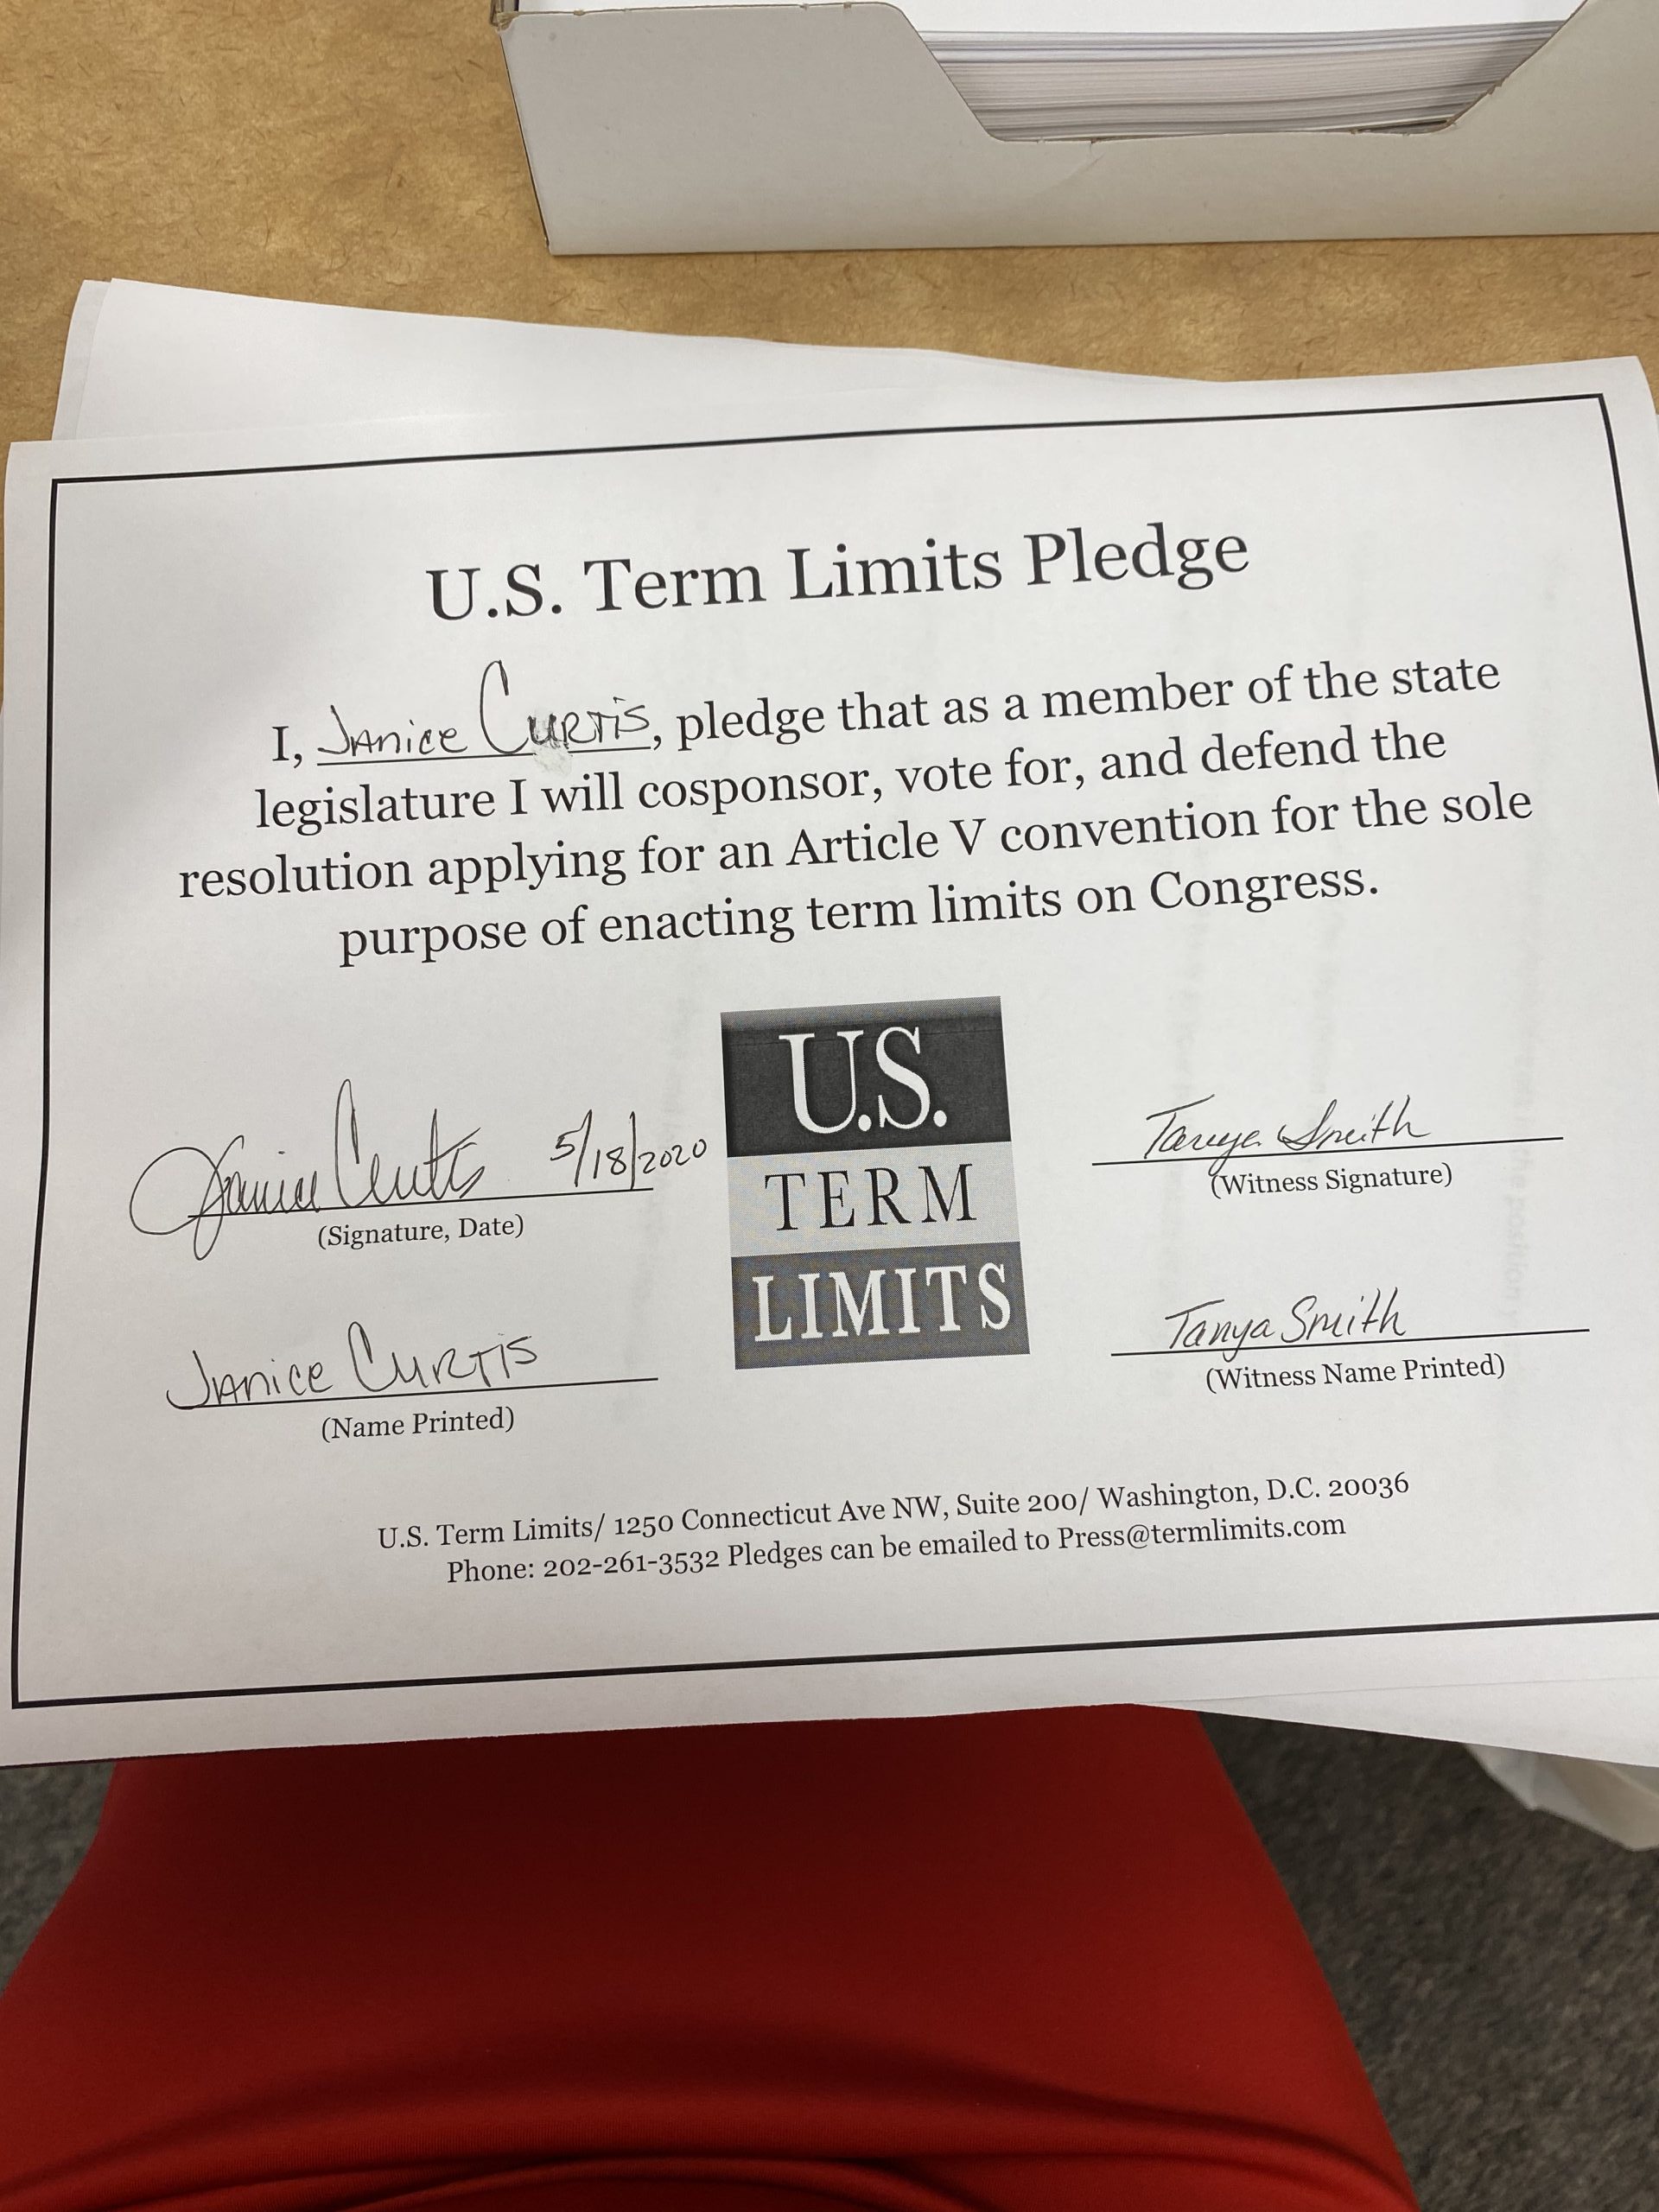 U.S. Term Limits Pledge
I, Janice Curtis, pledge that as a member of the state
legislature I will cosponsor, vote for, and defend the
resolution applying for an Article V convention for the sole
purpose of enacting term limits on Congress.
Janice Curtis 5/18/2020
(Signature, Date)
Janice Curtis
(Name Printed)
U.S.
TERM
LIMITS
Tanya Smith
(Witness Signature)
Tanya Smith
(Witness Name Printed)
U.S. Term Limits/ 1250 Connecticut Ave NW, Suite 200/ Washington, D.C. 20036
Phone: 202-261-3532 Pledges can be emailed to Press@termlimits.com